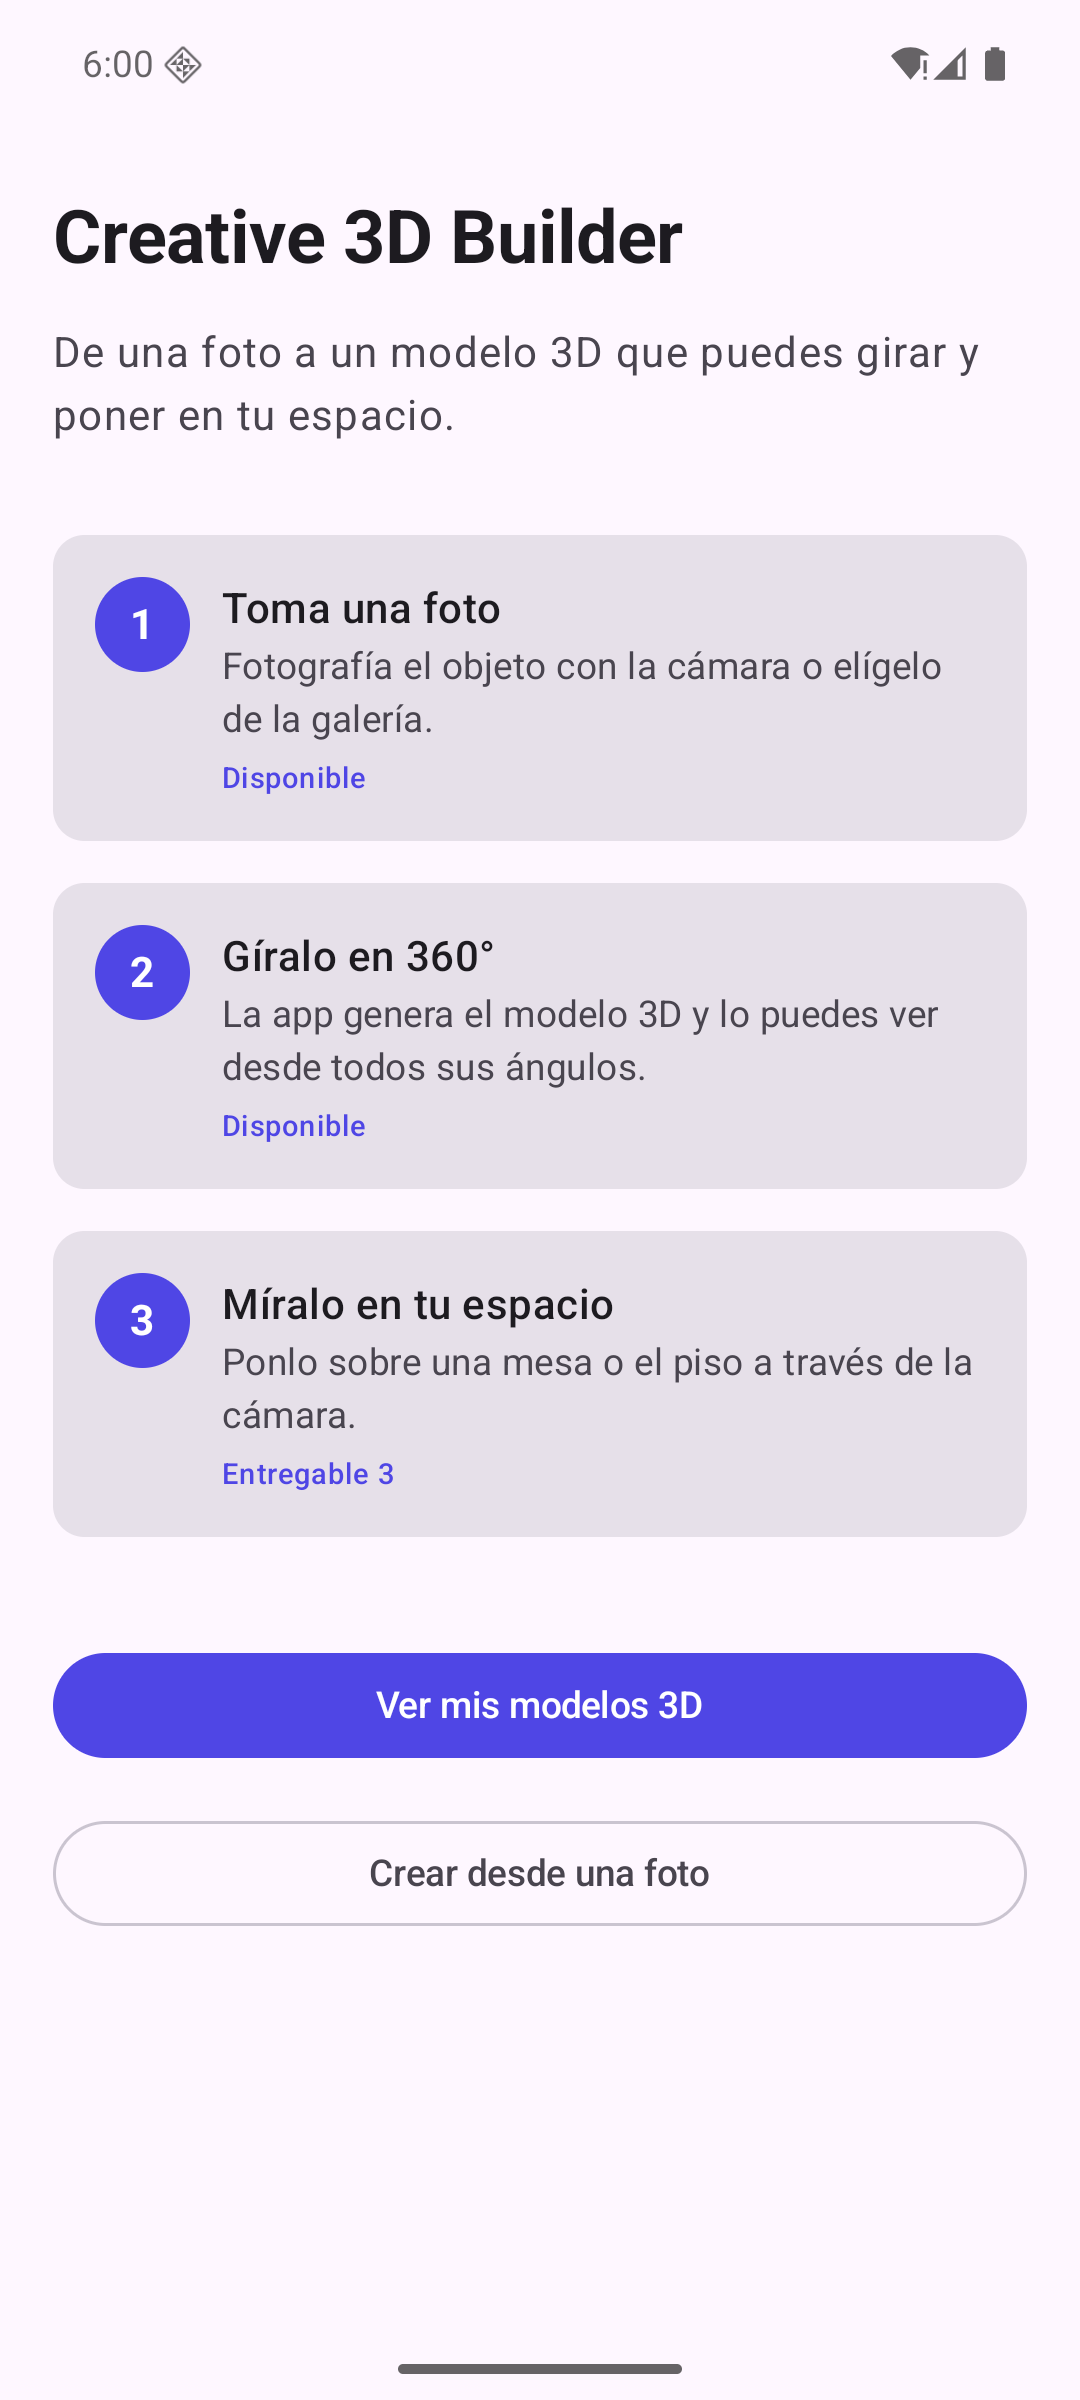 6:00
Creative 3D Builder
De una foto a un modelo 3D que puedes girar y
poner en tu espacio.
1
Toma una foto
Fotografía el objeto con la cámara o elígelo
de la galería.
Disponible
2
Gíralo en 360°
La app genera el modelo 3D y lo puedes ver
desde todos sus ángulos.
Disponible
3
Míralo en tu espacio
Ponlo sobre una mesa o el piso a través de la
cámara.
Entregable 3
Ver mis modelos 3D
Crear desde una foto